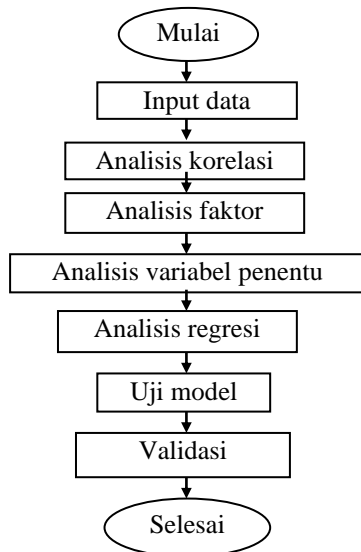 Mulai
Input data
Analisis korelasi
Analisis faktor
Analisis variabel penentu
Analisis regresi
Uji model
Validasi
Selesai